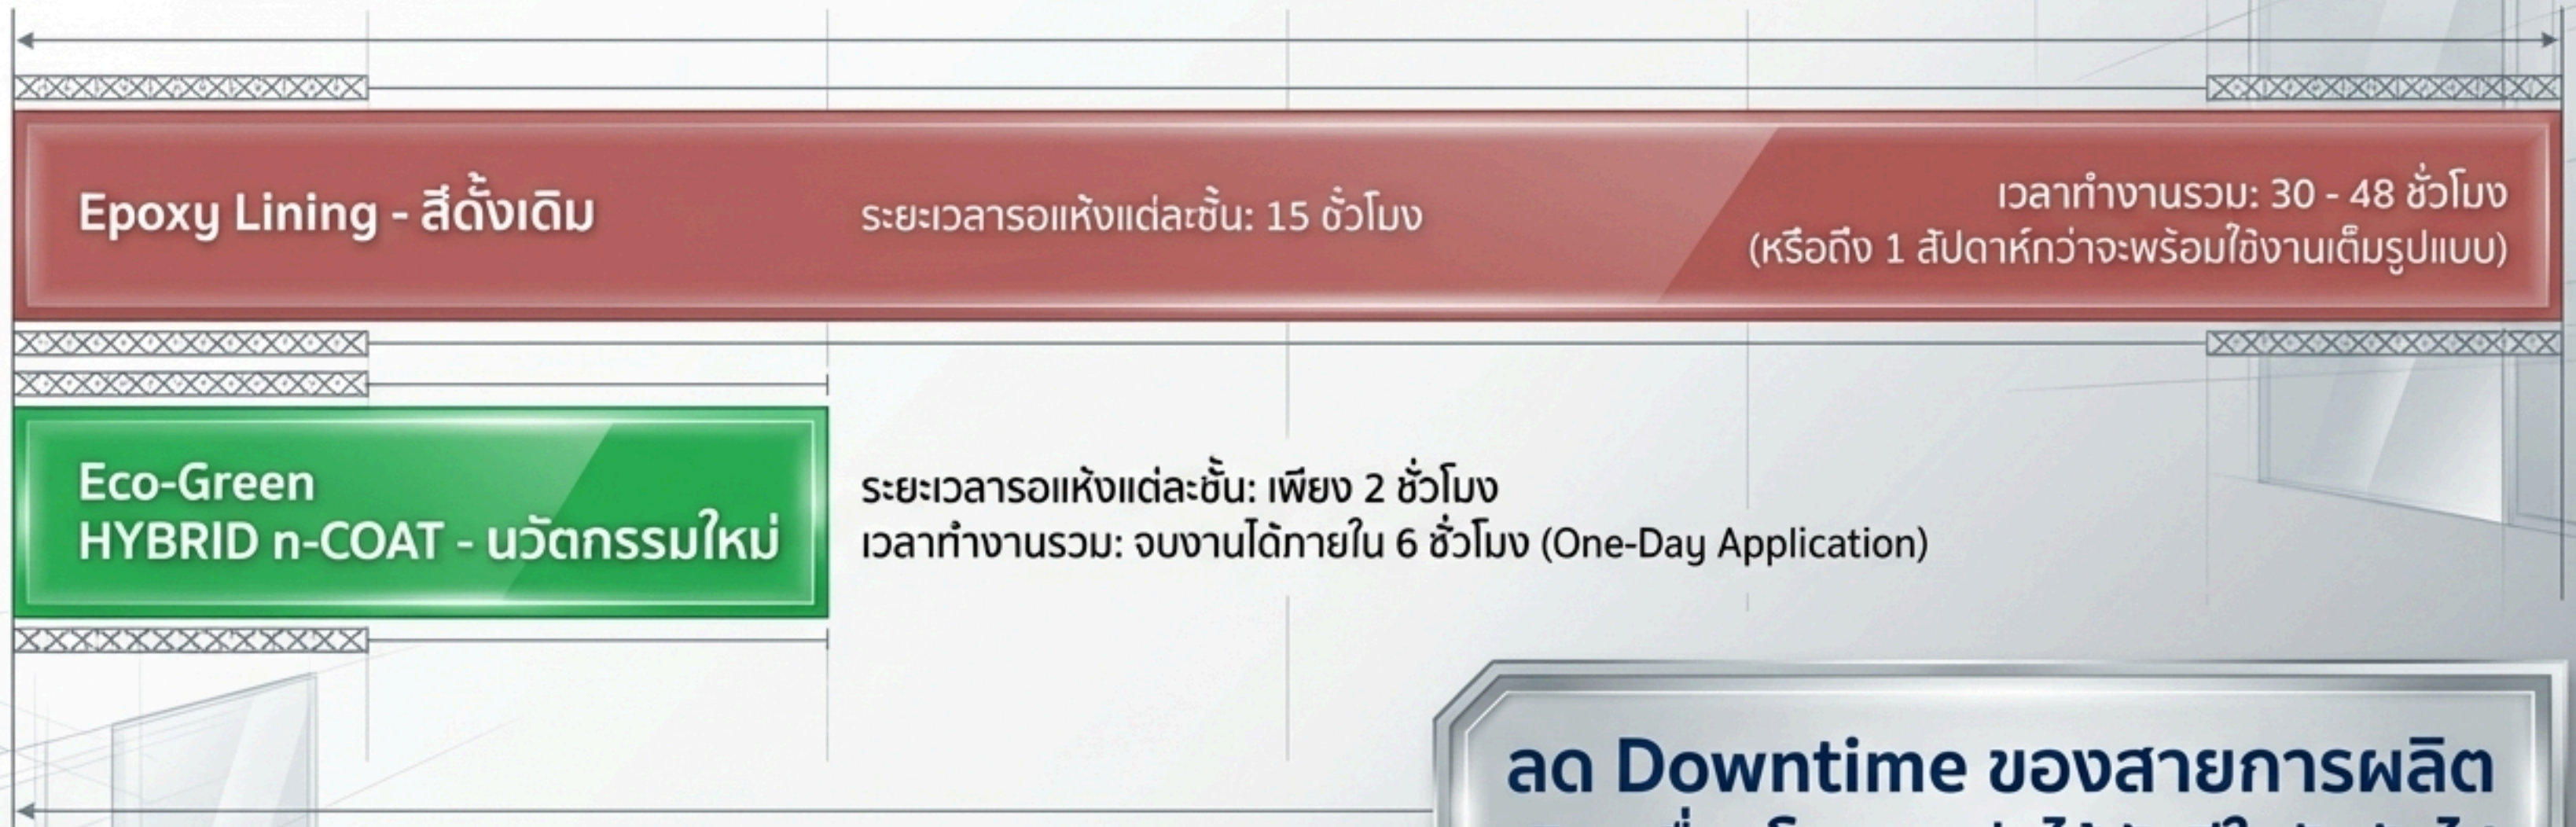 Epoxy Lining - สีดั้งเดิม
ระยะเวลารอแห้งแต่ละชั้น: 15 ชั่วโมง
เวลาทำงานรวม: 30 - 48 ชั่วโมง
(หรือถึง 1 สัปดาห์กว่าจะพร้อมใช้งานเต็มรูปแบบ)
Eco-Green
HYBRID n-COAT - นวัตกรรมใหม่
ระยะเวลารอแห้งแต่ละชั้น: เพียง 2 ชั่วโมง
เวลาทำงานรวม: จบงานได้ภายใน 6 ชั่วโมง (One-Day Application)
ลด Downtime ของสายการผลิต